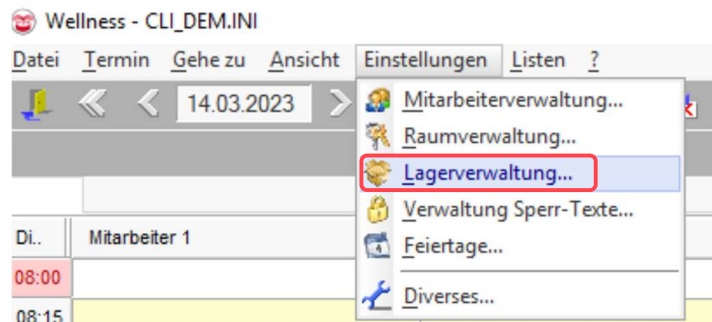 Wellness - CLI_DEM.INI
Datei Termin Gehe zu Ansicht Einstellungen Listen ?
14.03.2023
Mitarbeiterverwaltung...
Raumverwaltung...
Lagerverwaltung...
Verwaltung Sperr-Texte...
Feiertage...
Diverses...
Di.. Mitarbeiter 1
08:00
08:15